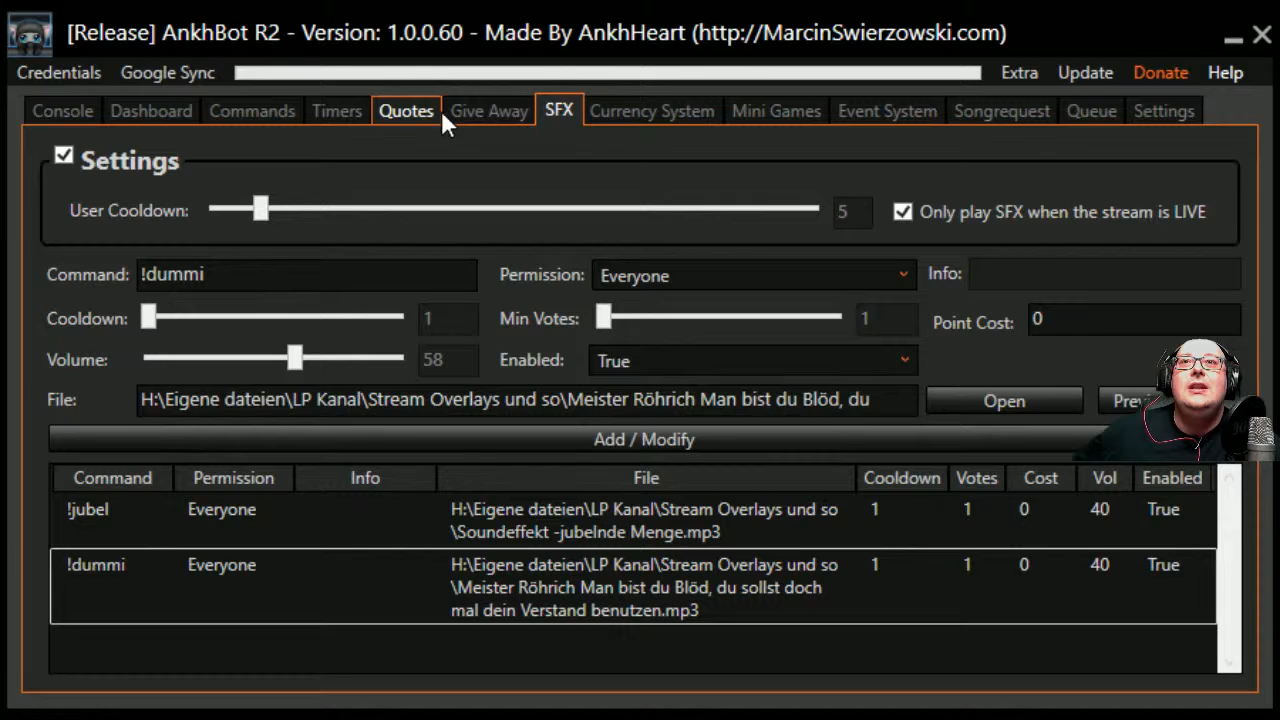 [Release] AnkhBot R2 - Version: 1.0.0.60 - Made By AnkhHeart (http://MarcinSwierzowski.com)
Credentials Google Sync Extra Update Donate Help
Console Dashboard Commands Timers Quotes Give Away SFX Currency System Mini Games Event System Songrequest Queue Settings
Settings
User Cooldown: 5 Only play SFX when the stream is LIVE
Command: !dummi Permission: Everyone Info:
Cooldown: 1 Min Votes: 1 Point Cost: 0
Volume: 58 Enabled: True
File: H:\Eigene dateien\LP Kanal\Stream Overlays und so\Meister Röhrich Man bist du Blöd, du Open
Add / Modify
Command Permission Info File Cooldown Votes Cost Vol Enabled
!jubel Everyone H:\Eigene dateien\LP Kanal\Stream Overlays und so 1 1 0 40 True
\Soundeffekt -jubelnde Menge.mp3
!dummi Everyone H:\Eigene dateien\LP Kanal\Stream Overlays und so 1 1 0 40 True
\Meister Röhrich Man bist du Blöd, du sollst doch
mal dein Verstand benutzen.mp3